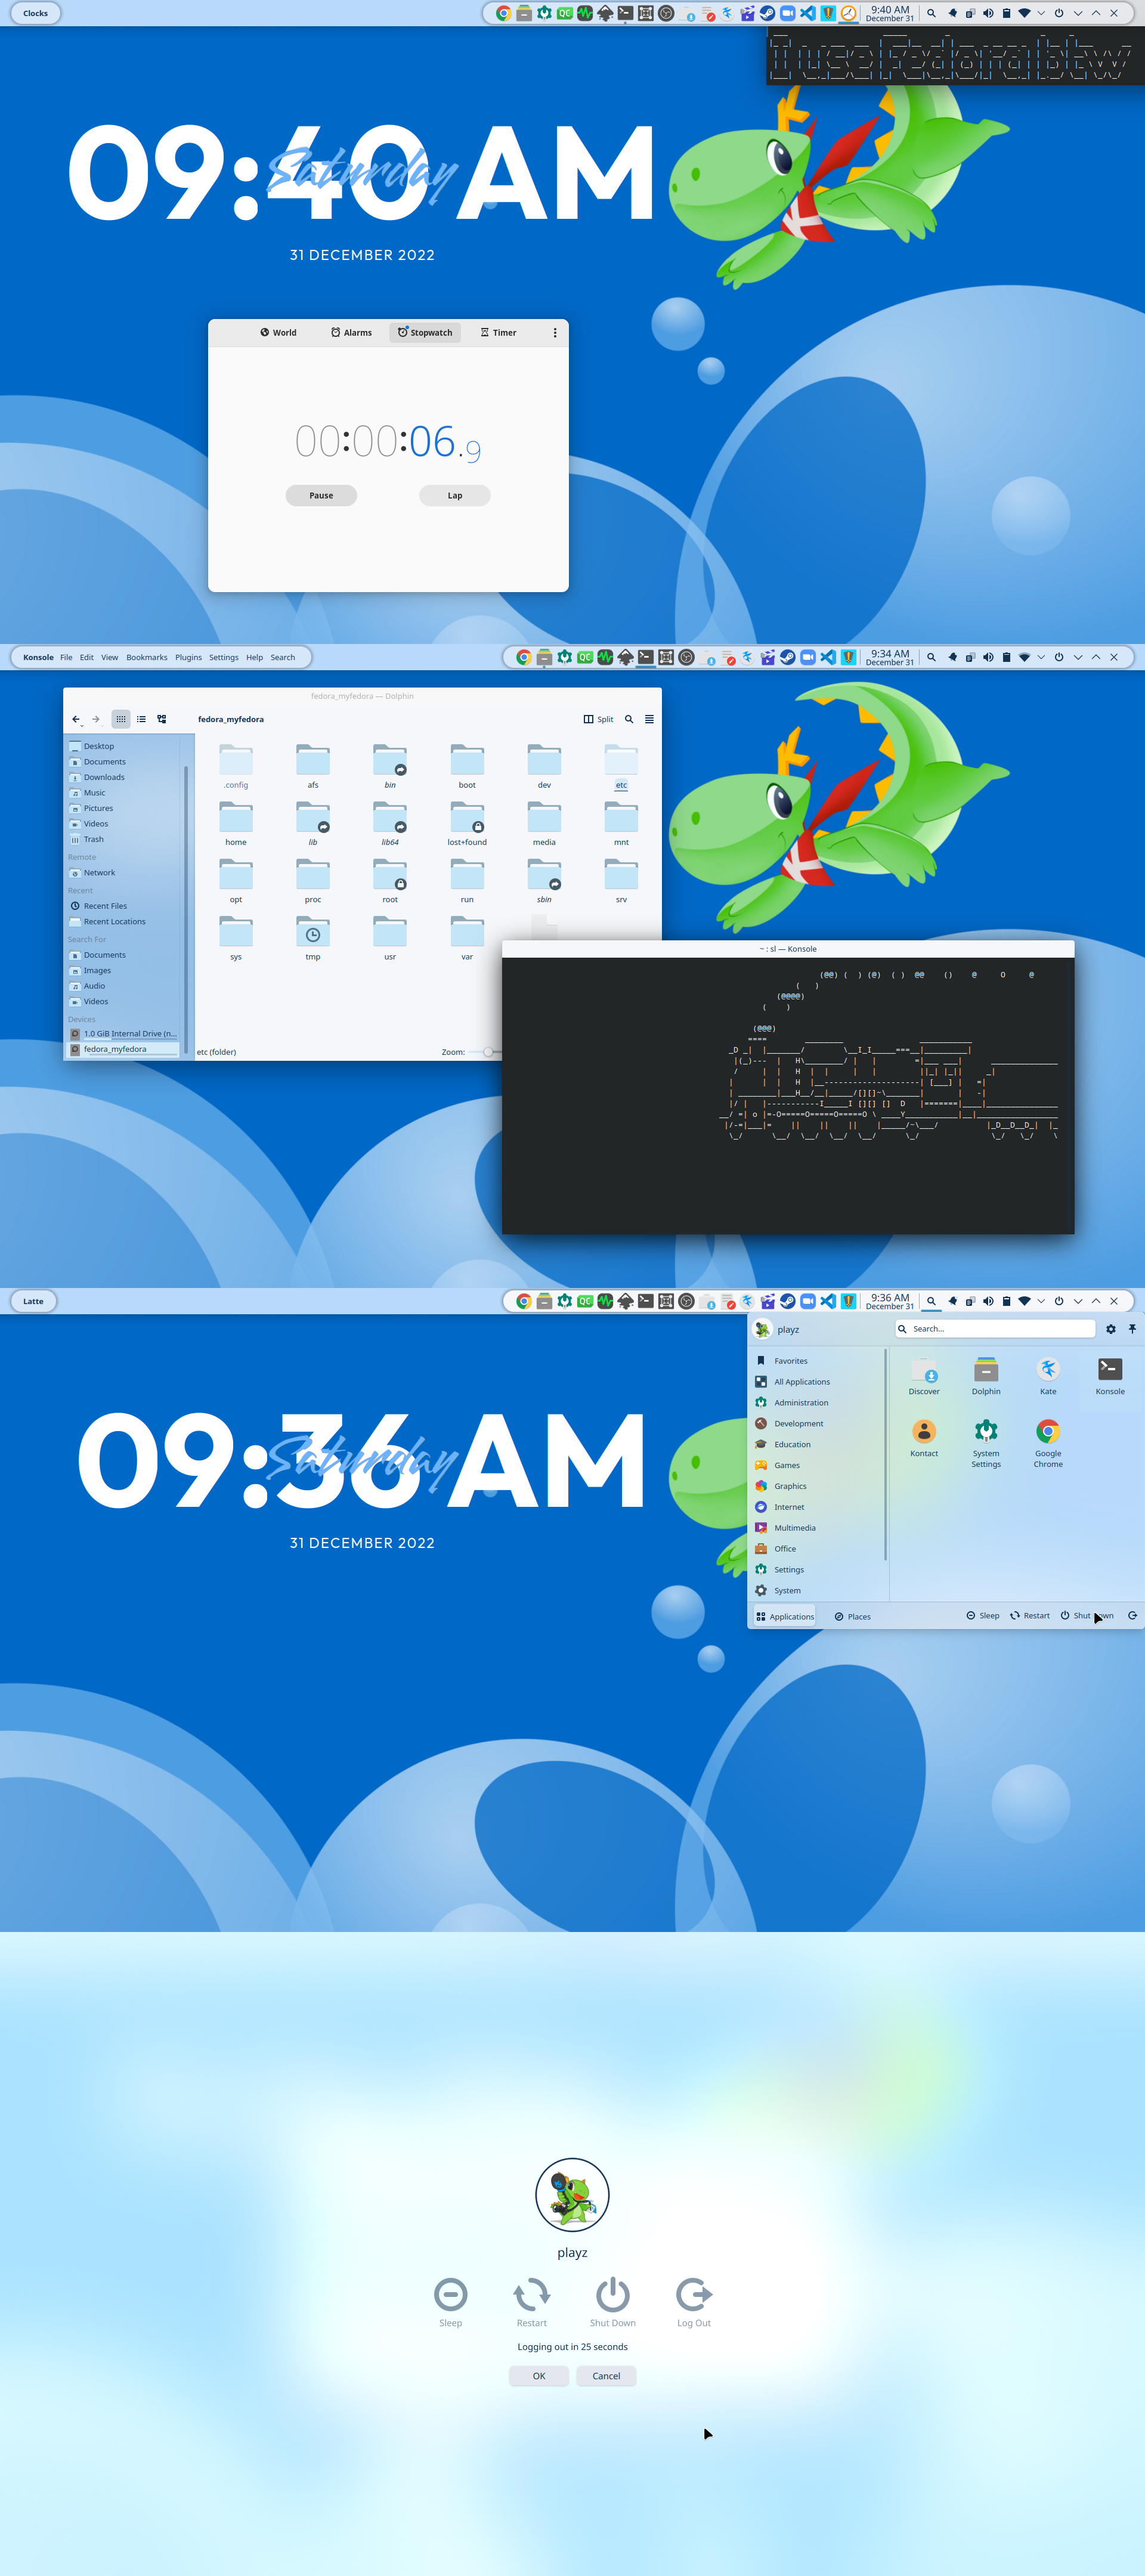 Clocks
QC
9:40 AM
December 31
I use Fedora btw
09:40 AM
Saturday
31 DECEMBER 2022
World Alarms Stopwatch Timer
00:00:06.9
Pause Lap
Konsole File Edit View Bookmarks Plugins Settings Help Search
QC
9:34 AM
December 31
fedora_myfedora — Dolphin
fedora_myfedora Split
Desktop
Documents
Downloads
Music
Pictures
Videos
Trash
Remote
Network
Recent
Recent Files
Recent Locations
Search For
Documents
Images
Audio
Videos
Devices
1.0 GiB Internal Drive (n...
fedora_myfedora
.config afs bin boot dev etc
home lib lib64 lost+found media mnt
opt proc root run sbin srv
sys tmp usr var
etc (folder) Zoom:
~ : sl — Konsole
Latte
QC
9:36 AM
December 31
09:36 AM
Saturday
31 DECEMBER 2022
playz Search...
Favorites
All Applications
Administration
Development
Education
Games
Graphics
Internet
Multimedia
Office
Settings
System
Discover Dolphin Kate Konsole
Kontact System Settings Google Chrome
Applications Places Sleep Restart Shut Down
playz
Sleep Restart Shut Down Log Out
Logging out in 25 seconds
OK Cancel